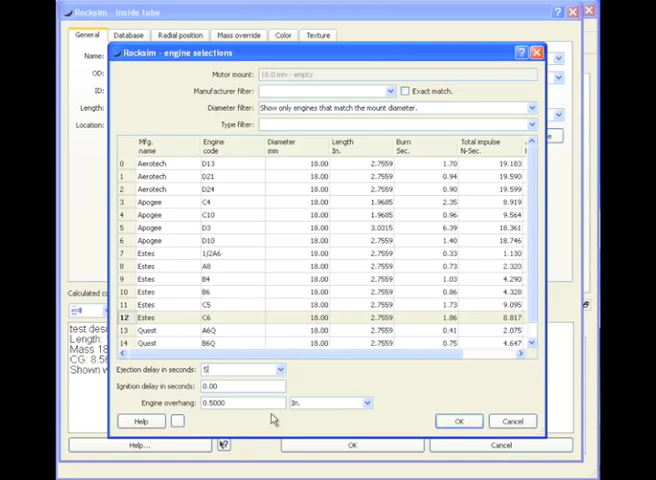 Rocksim - Inside tube
General Database Radial position Mass override Color Texture
Name:
OD:
ID:
Length:
Location:
Rocksim - engine selections
Motor mount: 18.0 mm - empty
Manufacturer filter: Exact match.
Diameter filter: Show only engines that match the mount diameter.
Type filter:
Mfg. name Engine code Diameter mm Length In. Burn Sec. Total impulse N-Sec.
0 Aerotech D13 18.00 2.7559 1.70 19.183
1 Aerotech D21 18.00 2.7559 0.94 19.590
2 Aerotech D24 18.00 2.7559 0.90 19.599
3 Apogee C4 18.00 1.9685 2.35 8.919
4 Apogee C10 18.00 1.9685 0.96 9.564
5 Apogee D3 18.00 3.0315 6.39 18.361
6 Apogee D10 18.00 2.7559 1.40 18.746
7 Estes 1/2A6 18.00 2.7559 0.33 1.130
8 Estes A8 18.00 2.7559 0.73 2.320
9 Estes B4 18.00 2.7559 1.03 4.290
10 Estes B6 18.00 2.7559 0.86 4.328
11 Estes C5 18.00 2.7559 1.73 9.095
12 Estes C6 18.00 2.7559 1.86 8.817
13 Quest A6Q 18.00 2.7559 0.41 2.075
14 Quest B6Q 18.00 2.7559 0.75 4.647
Ejection delay in seconds: 5
Ignition delay in seconds: 0.00
Engine overhang: 0.5000 In.
Help OK Cancel
Calculated co
test desi
Length:
Mass 18
CG: 8.56
Shown w
Help... OK Cancel